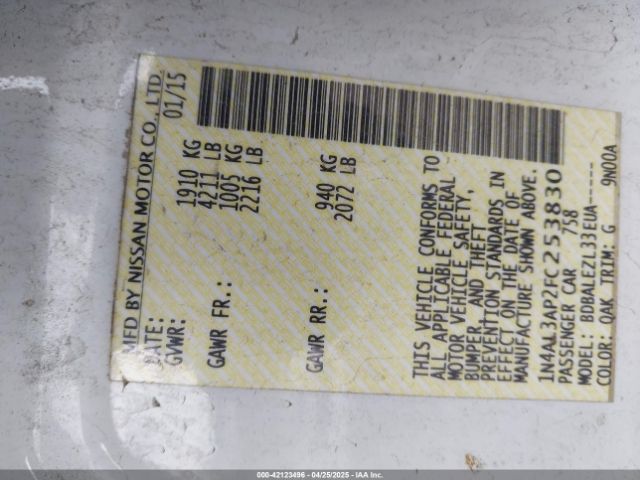 MFD BY NISSAN MOTOR CO., LTD.
DATE: 01/15
GVWR: 1910 KG
4211 LB
GAWR FR.: 1005 KG
2216 LB
GAWR RR.: 940 KG
2072 LB
THIS VEHICLE CONFORMS TO
ALL APPLICABLE FEDERAL
MOTOR VEHICLE SAFETY,
BUMPER, AND THEFT
PREVENTION STANDARDS IN
EFFECT ON THE DATE OF
MANUFACTURE SHOWN ABOVE.
1N4AL3AP2FC253830
PASSENGER CAR 758
MODEL: BDBALEZL33EUA-----
COLOR: QAK TRIM: G 9N00A
000-42123496 - 04/25/2025 - IAA Inc.